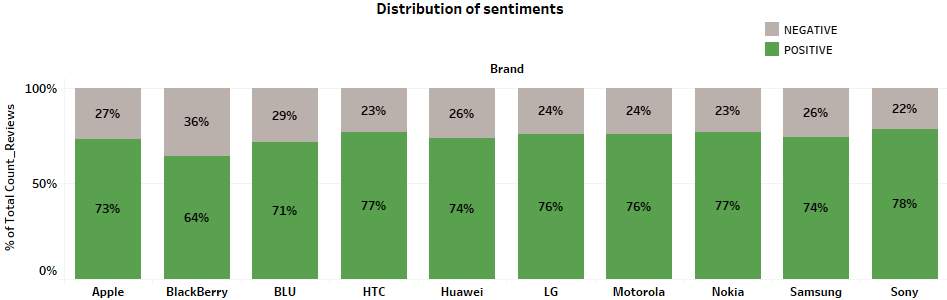 Distribution of sentiments
NEGATIVE
POSITIVE
Brand
% of Total Count_Reviews
100%
50%
0%
27% 36% 29% 23% 26% 24% 24% 23% 26% 22%
73% 64% 71% 77% 74% 76% 76% 77% 74% 78%
Apple BlackBerry BLU HTC Huawei LG Motorola Nokia Samsung Sony